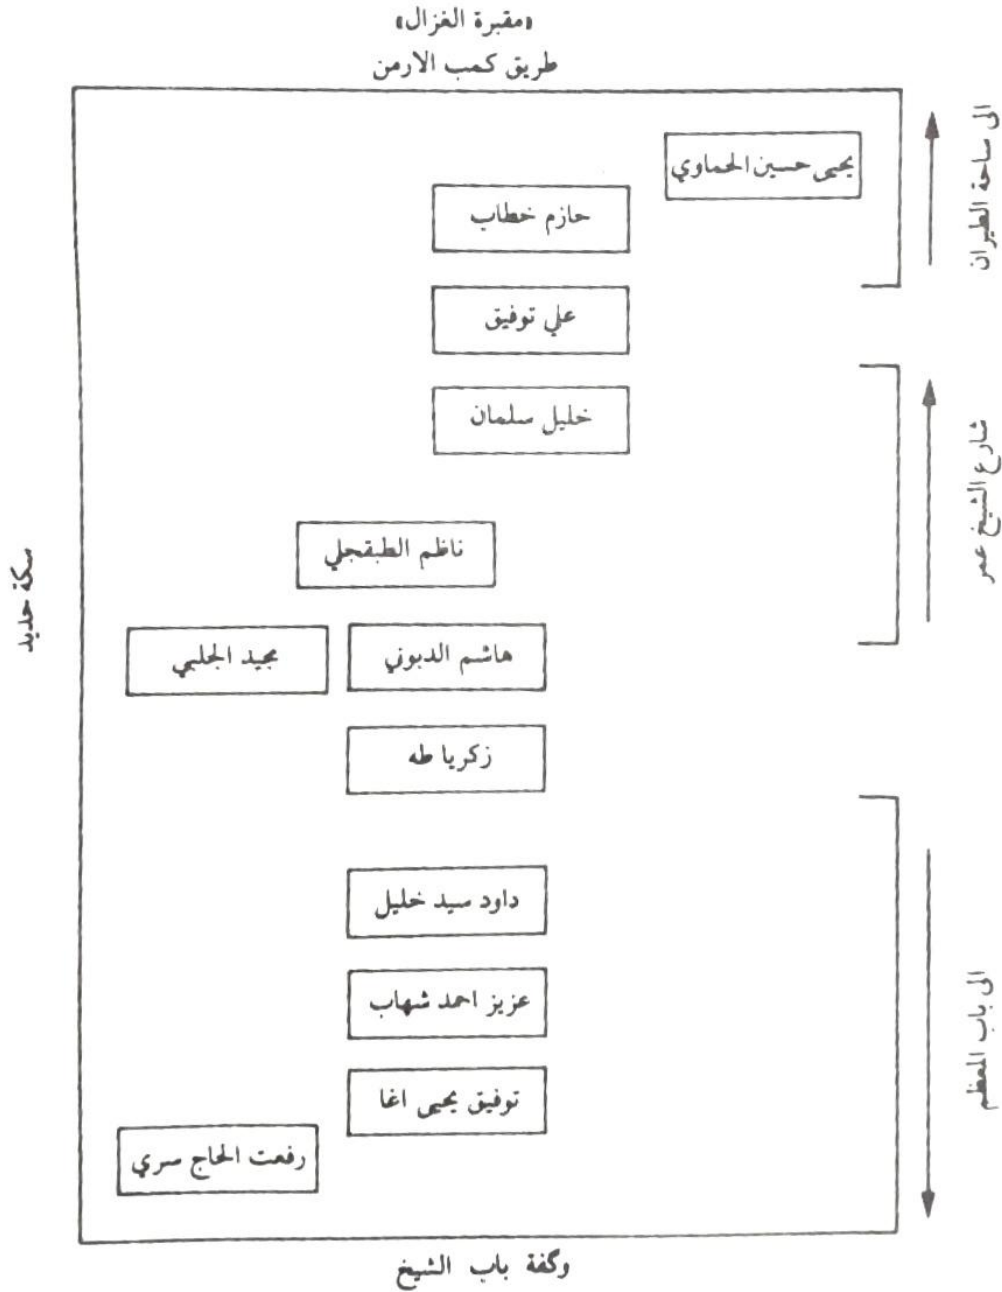 «مقبرة الغزال»
طريق كمب الارمن
يحيى حسين الحماوي
حازم خطاب
علي توفيق
خليل سلمان
ناظم الطبقجلي
هاشم الدبوني
مجيد الجلبي
زكريا طه
داود سيد خليل
عزيز احمد شهاب
توفيق يحيى اغا
رفعت الحاج سري
وگفة باب الشيخ
الى ساحة الطيران
شارع الشيخ عمر
الى باب المعظم
سكة حديد